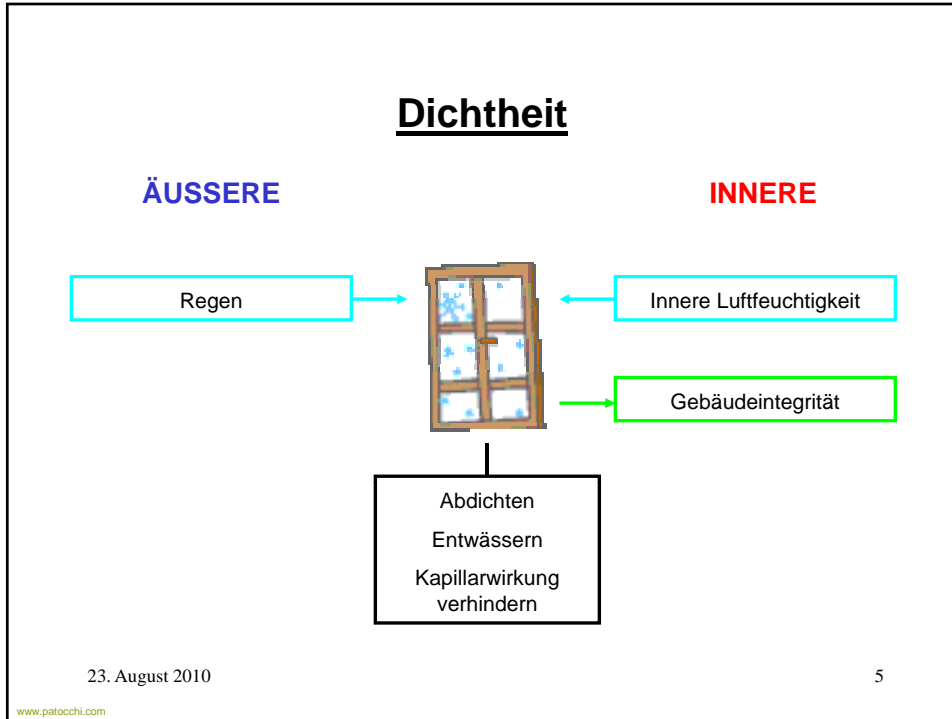 Dichtheit
ÄUSSERE
INNERE
Regen
Innere Luftfeuchtigkeit
Gebäudeintegrität
Abdichten
Entwässern
Kapillarwirkung
verhindern
23. August 2010
5
www.patocchi.com